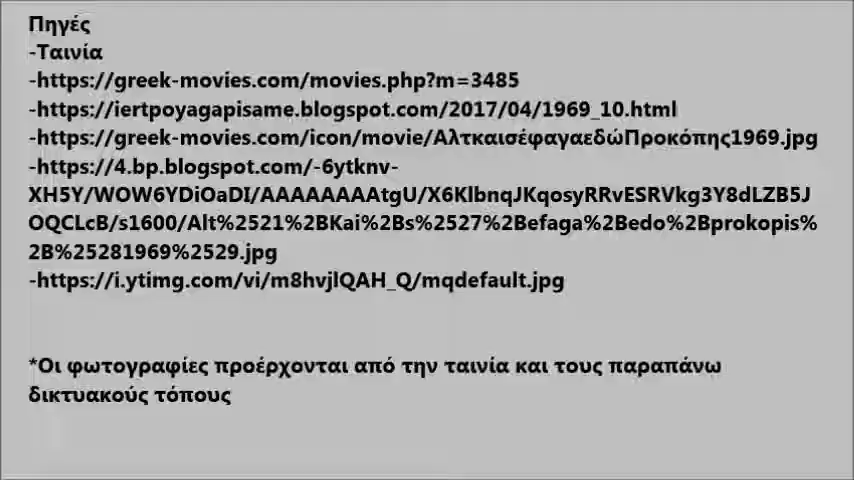 Πηγές
-Ταινία
-https://greek-movies.com/movies.php?m=3485
-https://iertpoyagapisame.blogspot.com/2017/04/1969_10.html
-https://greek-movies.com/icon/movie/ΑλτκαισέφαγαεδώΠροκόπης1969.jpg
-https://4.bp.blogspot.com/-6ytknv-
XH5Y/WOW6YDiOaDI/AAAAAAAAtgU/X6KlbnqJKqosyRRvESRVkg3Y8dLZB5J
OQCLcB/s1600/Alt%2521%2BKai%2Bs%2527%2Befaga%2Bedo%2Bprokopis%
2B%25281969%2529.jpg
-https://i.ytimg.com/vi/m8hvjlQAH_Q/mqdefault.jpg
*Οι φωτογραφίες προέρχονται από την ταινία και τους παραπάνω
δικτυακούς τόπους